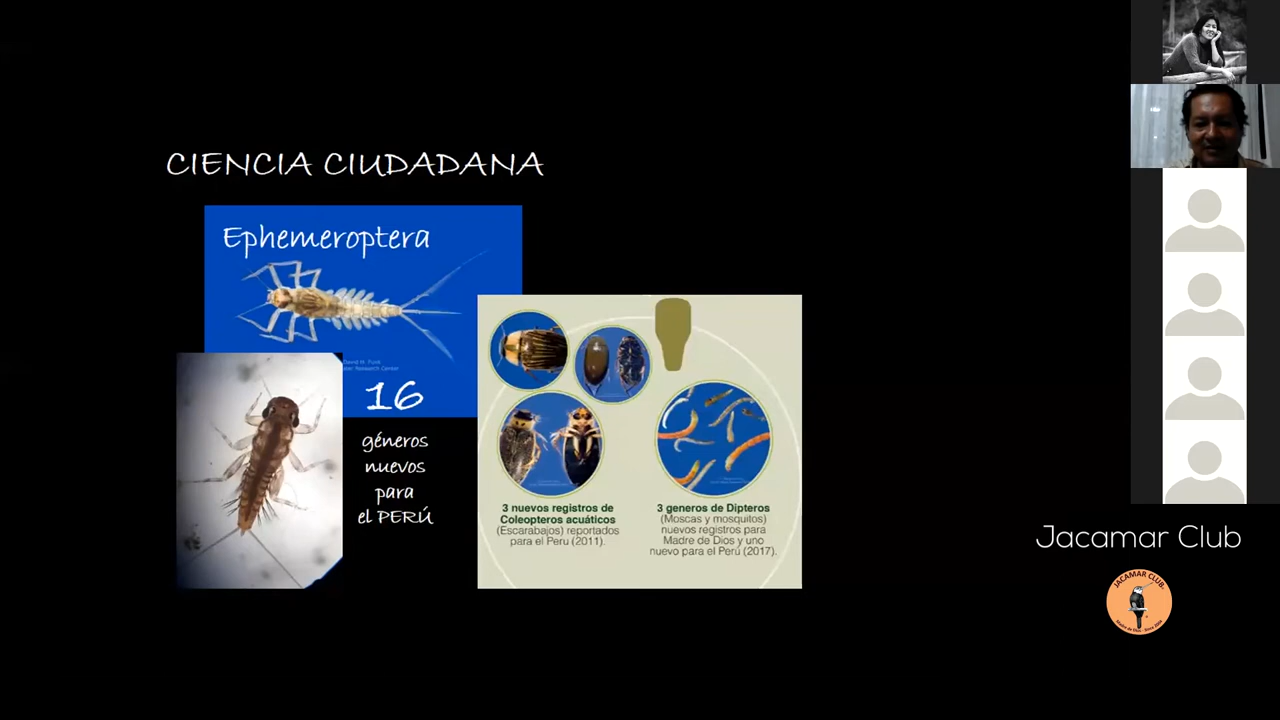 CIENCIA CIUDADANA
Ephemeroptera
David H. Funk
16
géneros
nuevos
para
el PERÚ
3 nuevos registros de
Coleopteros acuáticos
(Escarabajos) reportados
para el Peru (2011).
3 generos de Dipteros
(Moscas y mosquitos)
nuevos registros para
Madre de Dios y uno
nuevo para el Perú (2017).
Jacamar Club
JACAMAR CLUB